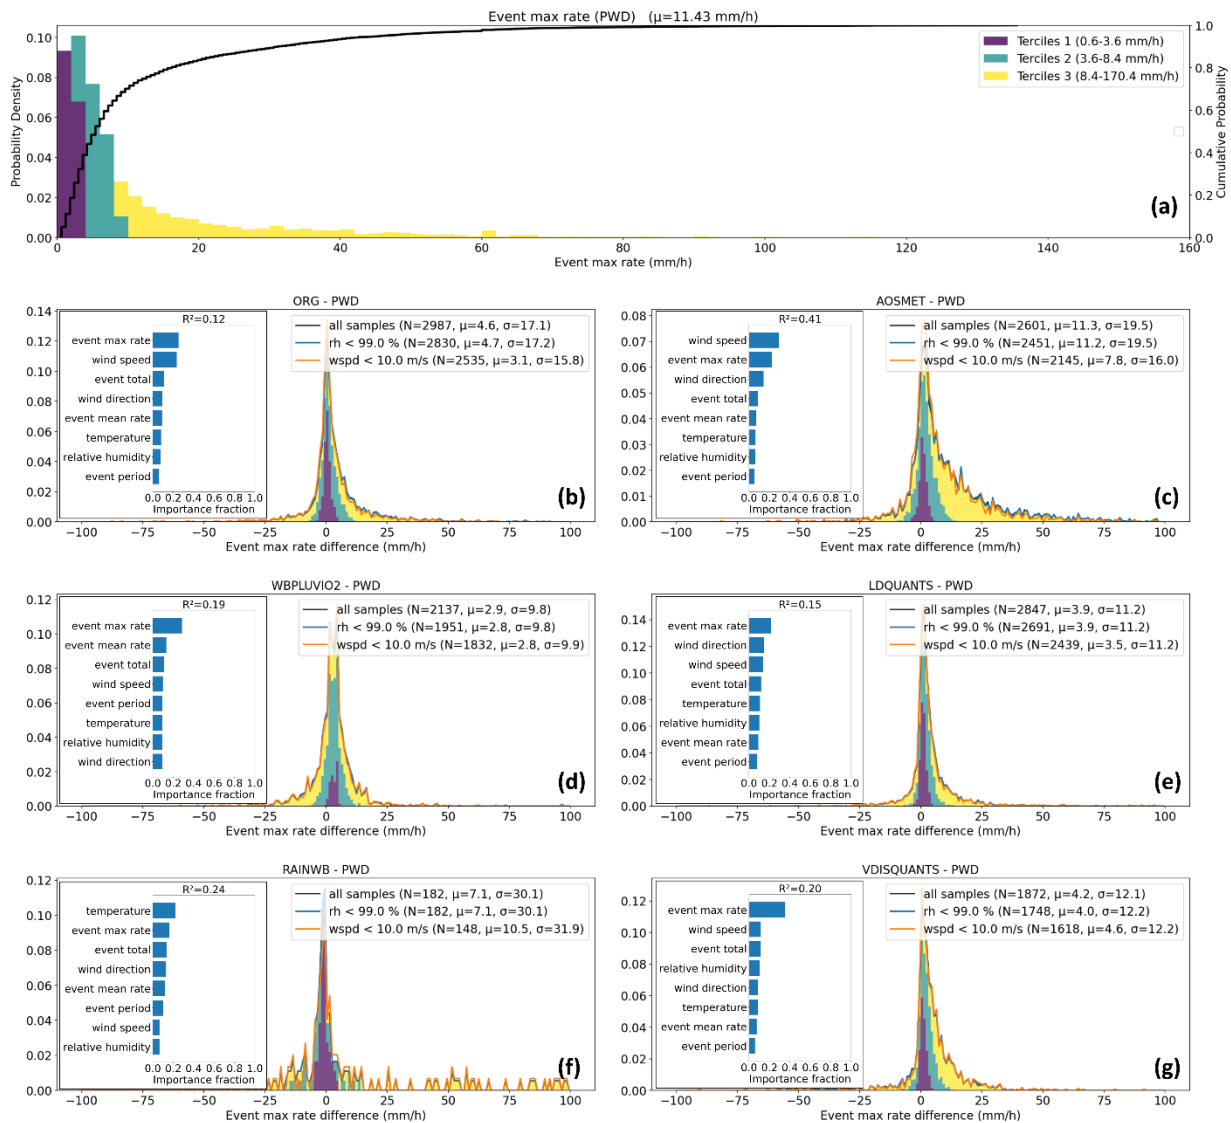 Event max rate (PWD)   (μ=11.43 mm/h)
0.10
0.08
0.06
0.04
0.02
0.00
Probability Density
1.0
0.8
0.6
0.4
0.2
0.0
Cumulative Probability
Terciles 1 (0.6-3.6 mm/h)
Terciles 2 (3.6-8.4 mm/h)
Terciles 3 (8.4-170.4 mm/h)
(a)
0 20 40 60 80 100 120 140 160
Event max rate (mm/h)
ORG - PWD
0.14
0.12
0.10
0.08
0.06
0.04
0.02
0.00
R²=0.12
event max rate
wind speed
event total
wind direction
event mean rate
temperature
relative humidity
event period
0.0 0.2 0.4 0.6 0.8 1.0
Importance fraction
all samples (N=2987, μ=4.6, σ=17.1)
rh < 99.0 % (N=2830, μ=4.7, σ=17.2)
wspd < 10.0 m/s (N=2535, μ=3.1, σ=15.8)
(b)
−100 −75 −50 −25 0 25 50 75 100
Event max rate difference (mm/h)
AOSMET - PWD
0.08
0.07
0.06
0.05
0.04
0.03
0.02
0.01
0.00
R²=0.41
wind speed
event max rate
wind direction
event total
event mean rate
temperature
relative humidity
event period
0.0 0.2 0.4 0.6 0.8 1.0
Importance fraction
all samples (N=2601, μ=11.3, σ=19.5)
rh < 99.0 % (N=2451, μ=11.2, σ=19.5)
wspd < 10.0 m/s (N=2145, μ=7.8, σ=16.0)
(c)
−100 −75 −50 −25 0 25 50 75 100
Event max rate difference (mm/h)
WBPLUVIO2 - PWD
0.12
0.10
0.08
0.06
0.04
0.02
0.00
R²=0.19
event max rate
event mean rate
event total
wind speed
event period
temperature
relative humidity
wind direction
0.0 0.2 0.4 0.6 0.8 1.0
Importance fraction
all samples (N=2137, μ=2.9, σ=9.8)
rh < 99.0 % (N=1951, μ=2.8, σ=9.8)
wspd < 10.0 m/s (N=1832, μ=2.8, σ=9.9)
(d)
−100 −75 −50 −25 0 25 50 75 100
Event max rate difference (mm/h)
LDQUANTS - PWD
0.14
0.12
0.10
0.08
0.06
0.04
0.02
0.00
R²=0.15
event max rate
wind direction
wind speed
event total
temperature
relative humidity
event mean rate
event period
0.0 0.2 0.4 0.6 0.8 1.0
Importance fraction
all samples (N=2847, μ=3.9, σ=11.2)
rh < 99.0 % (N=2691, μ=3.9, σ=11.2)
wspd < 10.0 m/s (N=2439, μ=3.5, σ=11.2)
(e)
−100 −75 −50 −25 0 25 50 75 100
Event max rate difference (mm/h)
RAINWB - PWD
0.12
0.10
0.08
0.06
0.04
0.02
0.00
R²=0.24
temperature
event max rate
event total
wind direction
event mean rate
event period
wind speed
relative humidity
0.0 0.2 0.4 0.6 0.8 1.0
Importance fraction
all samples (N=182, μ=7.1, σ=30.1)
rh < 99.0 % (N=182, μ=7.1, σ=30.1)
wspd < 10.0 m/s (N=148, μ=10.5, σ=31.9)
(f)
−100 −75 −50 −25 0 25 50 75 100
Event max rate difference (mm/h)
VDISQUANTS - PWD
0.12
0.10
0.08
0.06
0.04
0.02
0.00
R²=0.20
event max rate
wind speed
event total
relative humidity
wind direction
temperature
event mean rate
event period
0.0 0.2 0.4 0.6 0.8 1.0
Importance fraction
all samples (N=1872, μ=4.2, σ=12.1)
rh < 99.0 % (N=1748, μ=4.0, σ=12.2)
wspd < 10.0 m/s (N=1618, μ=4.6, σ=12.2)
(g)
−100 −75 −50 −25 0 25 50 75 100
Event max rate difference (mm/h)